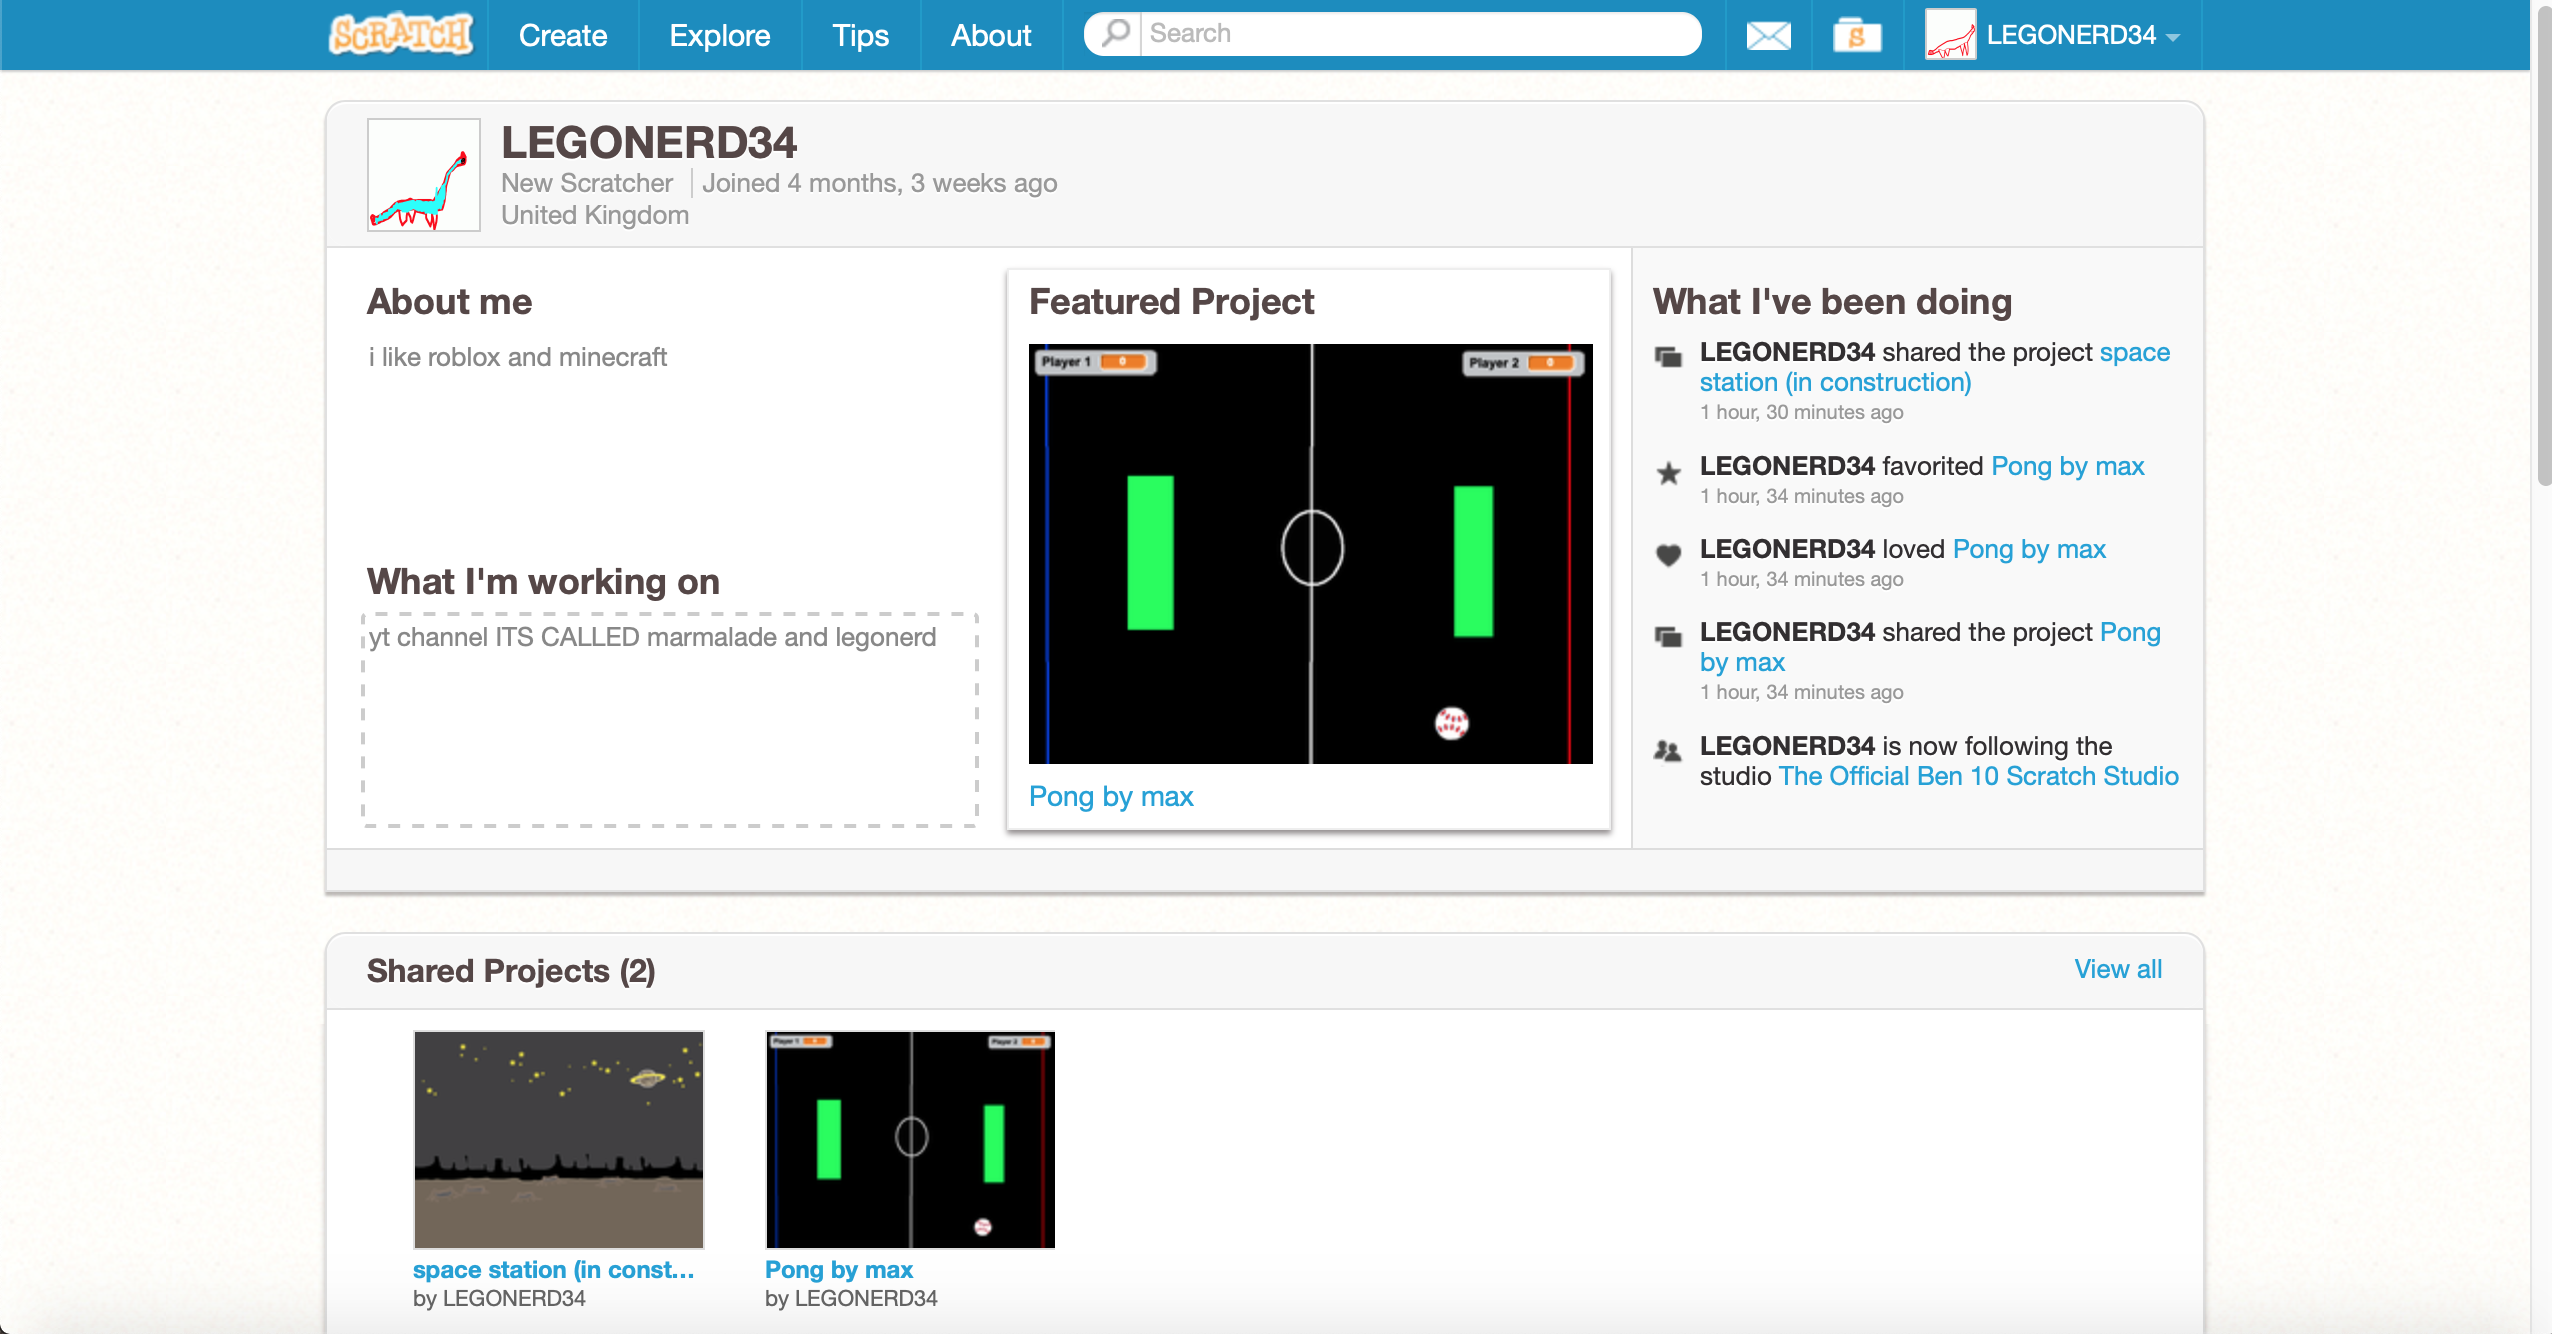 SCRATCH Create Explore Tips About Search LEGONERD34
LEGONERD34
New Scratcher Joined 4 months, 3 weeks ago
United Kingdom
About me
i like roblox and minecraft
What I'm working on
yt channel ITS CALLED marmalade and legonerd
Featured Project
Player 1 0
Player 2 0
Pong by max
What I've been doing
LEGONERD34 shared the project space
station (in construction)
1 hour, 30 minutes ago
LEGONERD34 favorited Pong by max
1 hour, 34 minutes ago
LEGONERD34 loved Pong by max
1 hour, 34 minutes ago
LEGONERD34 shared the project Pong
by max
1 hour, 34 minutes ago
LEGONERD34 is now following the
studio The Official Ben 10 Scratch Studio
Shared Projects (2)
View all
Player 1 0
Player 2 0
space station (in const...
by LEGONERD34
Pong by max
by LEGONERD34